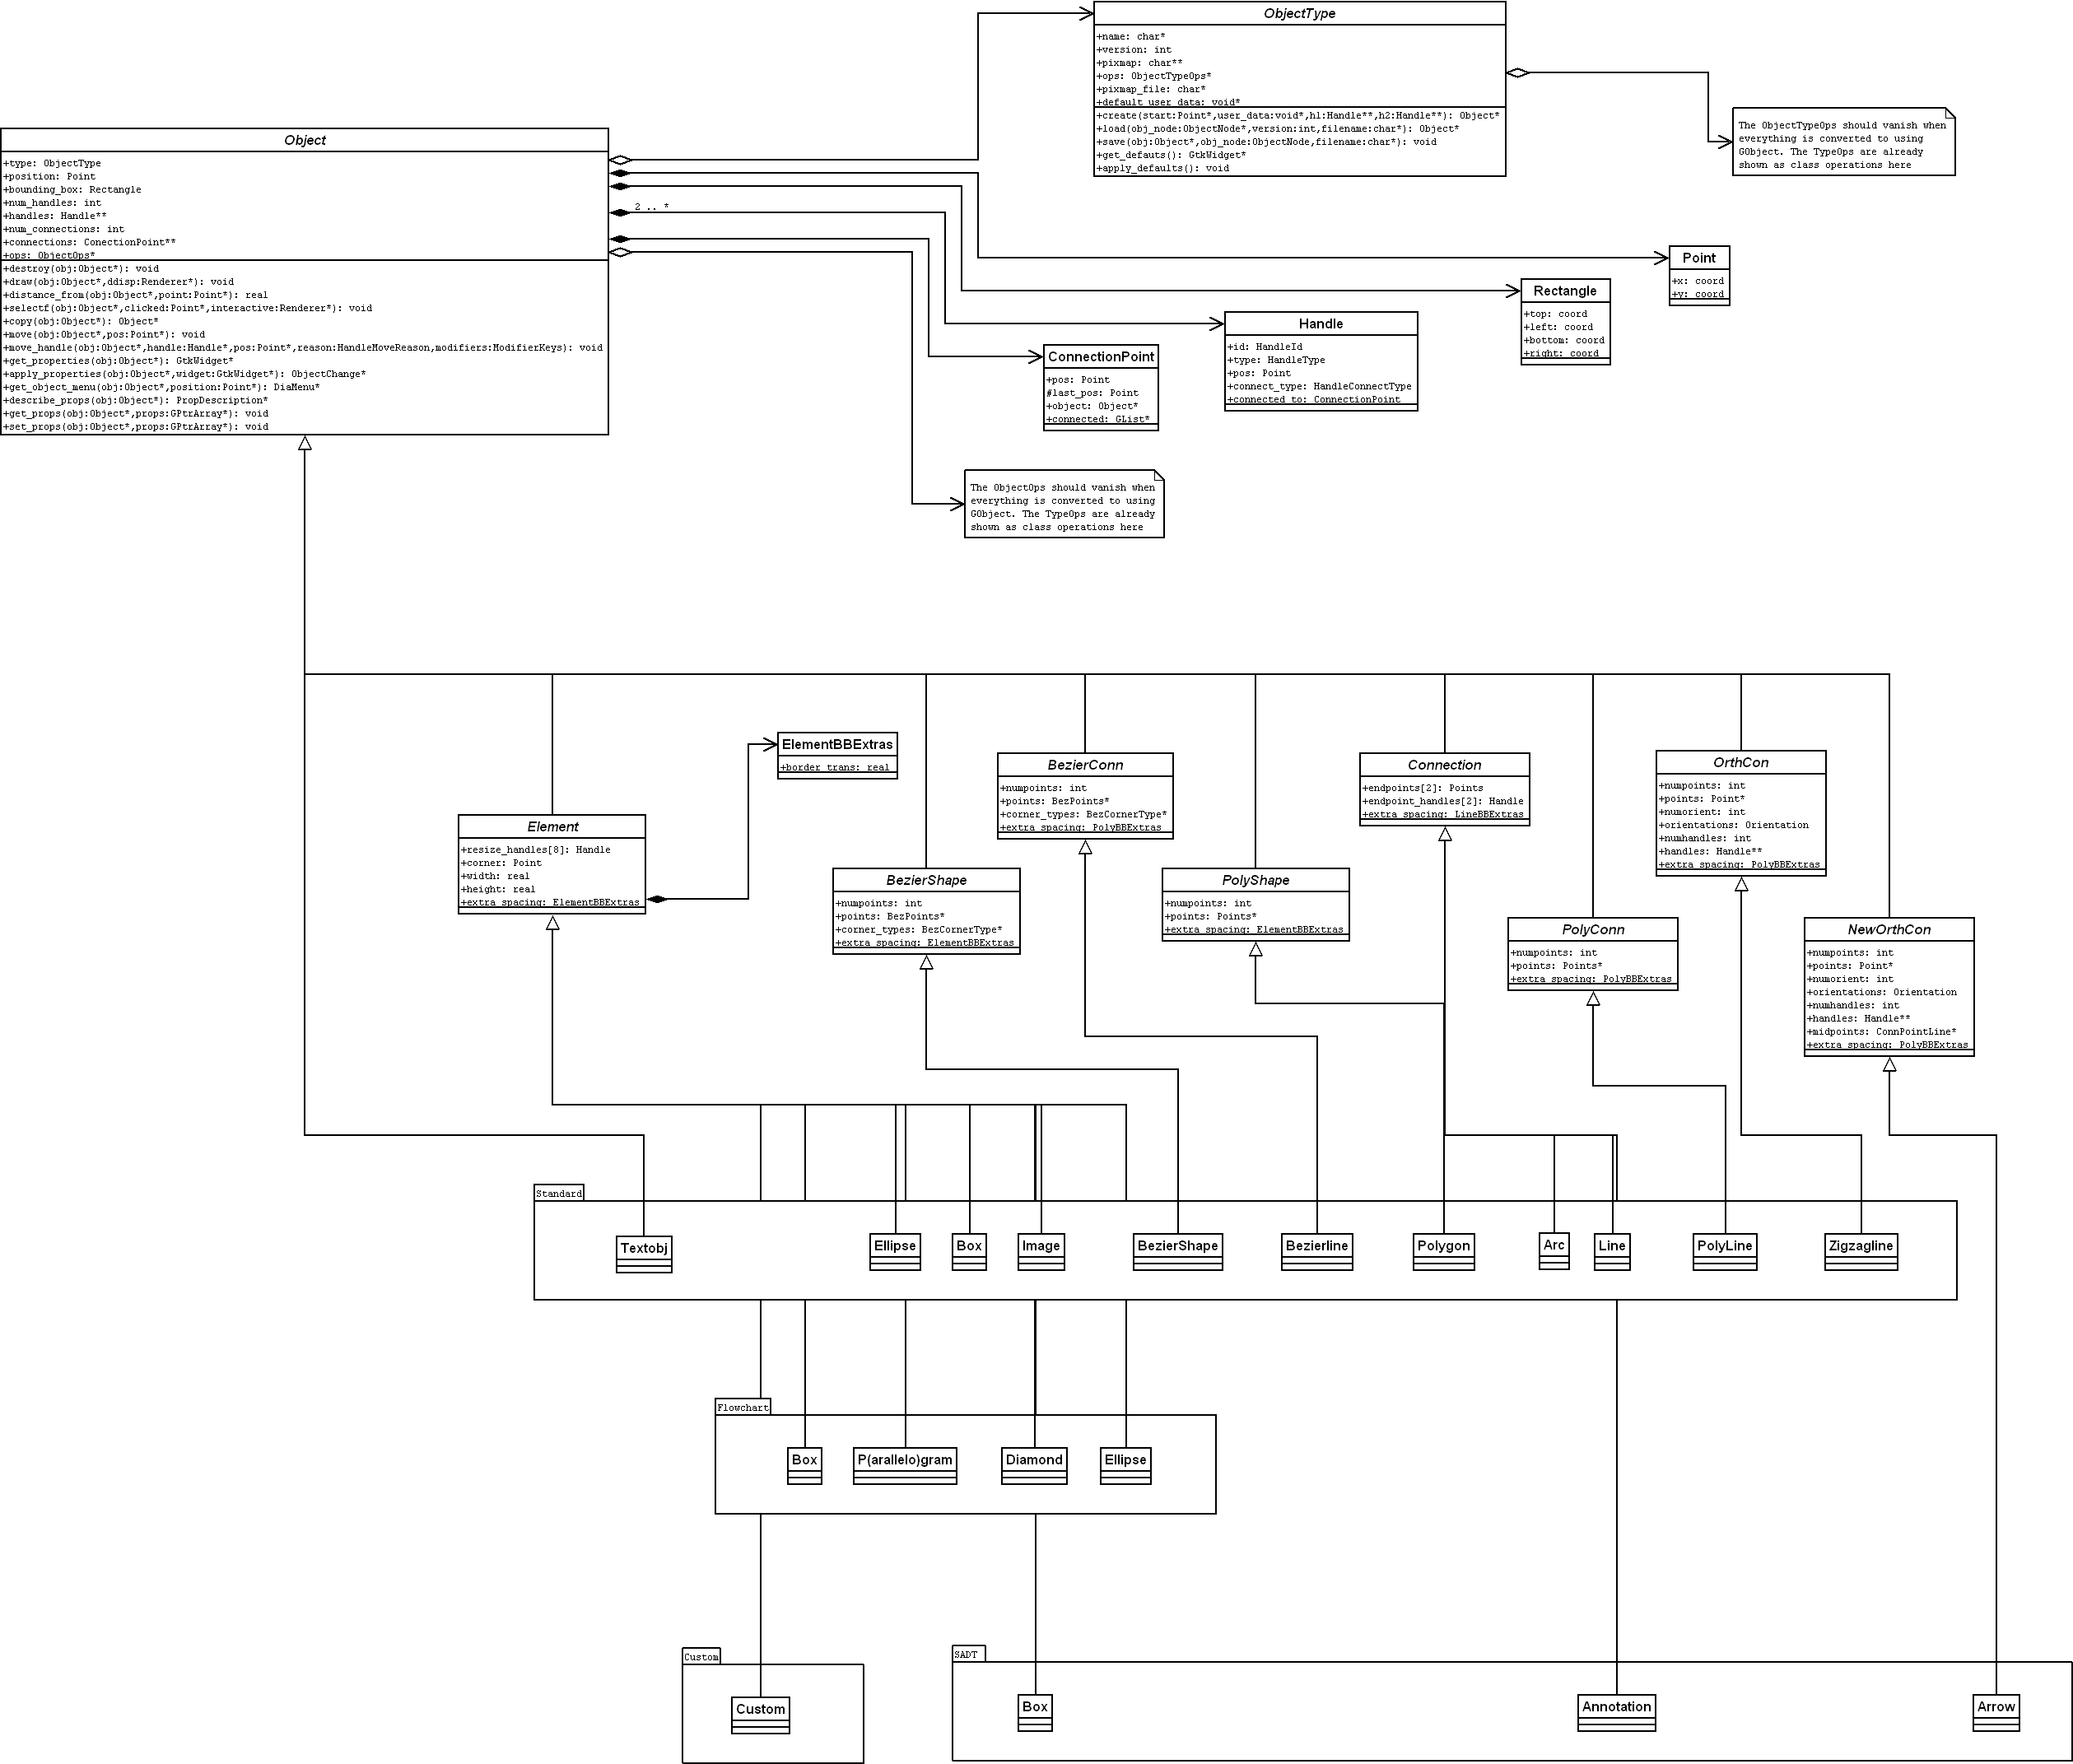 ObjectType
+name: char*
+version: int
+pixmap: char**
+ops: ObjectTypeOps*
+pixmap_file: char*
+default_user_data: void*
+create(start:Point*,user_data:void*,h1:Handle**,h2:Handle**): Object*
+load(obj_node:ObjectNode*,version:int,filename:char*): Object*
+save(obj:Object*,obj_node:ObjectNode,filename:char*): void
+get_defauts(): GtkWidget*
+apply_defaults(): void
The ObjectTypeOps should vanish when
everything is converted to using
GObject. The TypeOps are already
shown as class operations here
Object
+type: ObjectType
+position: Point
+bounding_box: Rectangle
+num_handles: int
+handles: Handle**
+num_connections: int
+connections: ConectionPoint**
+ops: ObjectOps*
+destroy(obj:Object*): void
+draw(obj:Object*,ddisp:Renderer*): void
+distance_from(obj:Object*,point:Point*): real
+selectf(obj:Object*,clicked:Point*,interactive:Renderer*): void
+copy(obj:Object*): Object*
+move(obj:Object*,pos:Point*): void
+move_handle(obj:Object*,handle:Handle*,pos:Point*,reason:HandleMoveReason,modifiers:ModifierKeys): void
+get_properties(obj:Object*): GtkWidget*
+apply_properties(obj:Object*,widget:GtkWidget*): ObjectChange*
+get_object_menu(obj:Object*,position:Point*): DiaMenu*
+describe_props(obj:Object*): PropDescription*
+get_props(obj:Object*,props:GPtrArray*): void
+set_props(obj:Object*,props:GPtrArray*): void
2 .. *
Point
+x: coord
+y: coord
Rectangle
+top: coord
+left: coord
+bottom: coord
+right: coord
Handle
+id: HandleId
+type: HandleType
+pos: Point
+connect_type: HandleConnectType
+connected_to: ConnectionPoint
ConnectionPoint
+pos: Point
#last_pos: Point
+object: Object*
+connected: GList*
The ObjectOps should vanish when
everything is converted to using
GObject. The TypeOps are already
shown as class operations here
ElementBBExtras
+border_trans: real
Element
+resize_handles[8]: Handle
+corner: Point
+width: real
+height: real
+extra_spacing: ElementBBExtras
BezierShape
+numpoints: int
+points: BezPoints*
+corner_types: BezCornerType*
+extra_spacing: ElementBBExtras
BezierConn
+numpoints: int
+points: BezPoints*
+corner_types: BezCornerType*
+extra_spacing: PolyBBExtras
PolyShape
+numpoints: int
+points: Points*
+extra_spacing: ElementBBExtras
Connection
+endpoints[2]: Points
+endpoint_handles[2]: Handle
+extra_spacing: LineBBExtras
PolyConn
+numpoints: int
+points: Points*
+extra_spacing: PolyBBExtras
OrthCon
+numpoints: int
+points: Point*
+numorient: int
+orientations: Orientation
+numhandles: int
+handles: Handle**
+extra_spacing: PolyBBExtras
NewOrthCon
+numpoints: int
+points: Point*
+numorient: int
+orientations: Orientation
+numhandles: int
+handles: Handle**
+midpoints: ConnPointLine*
+extra_spacing: PolyBBExtras
Standard
Textobj
Ellipse
Box
Image
BezierShape
Bezierline
Polygon
Arc
Line
PolyLine
Zigzagline
Flowchart
Box
P(arallelo)gram
Diamond
Ellipse
Custom
Custom
SADT
Box
Annotation
Arrow